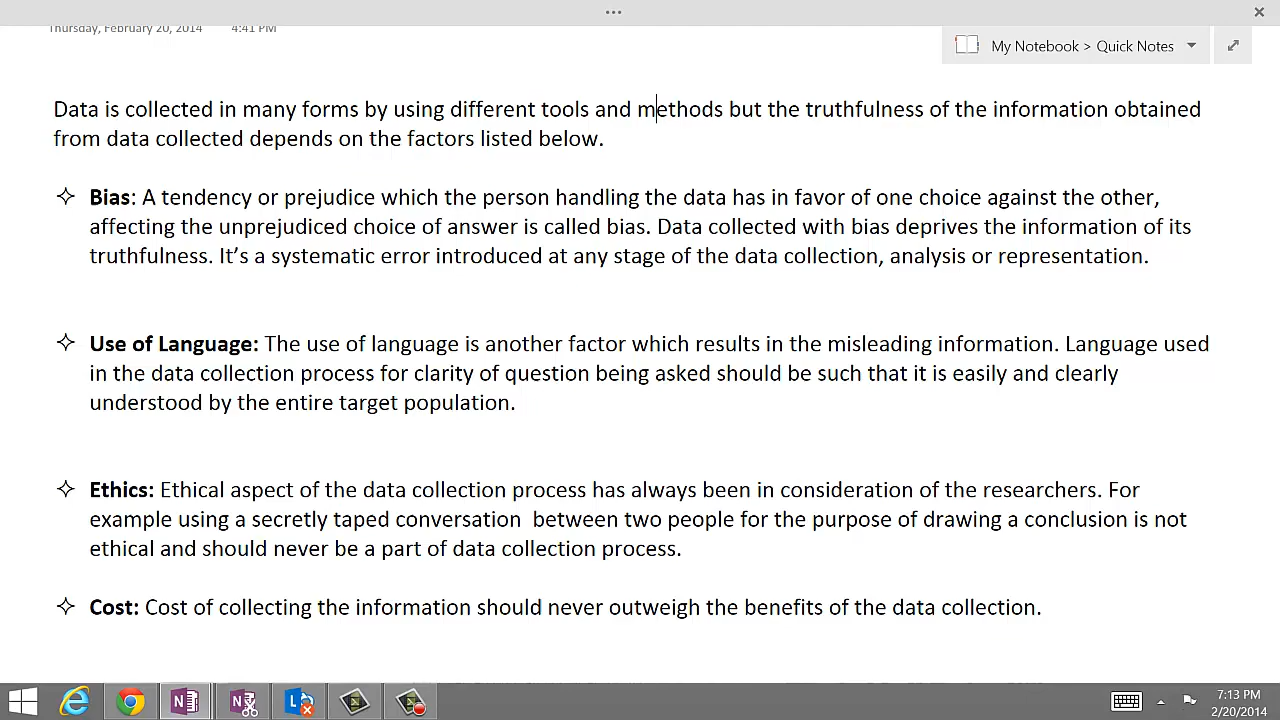 Thursday, February 20, 2014 4:41 PM
My Notebook > Quick Notes
Data is collected in many forms by using different tools and methods but the truthfulness of the information obtained
from data collected depends on the factors listed below.
Bias: A tendency or prejudice which the person handling the data has in favor of one choice against the other,
affecting the unprejudiced choice of answer is called bias. Data collected with bias deprives the information of its
truthfulness. It’s a systematic error introduced at any stage of the data collection, analysis or representation.
Use of Language: The use of language is another factor which results in the misleading information. Language used
in the data collection process for clarity of question being asked should be such that it is easily and clearly
understood by the entire target population.
Ethics: Ethical aspect of the data collection process has always been in consideration of the researchers. For
example using a secretly taped conversation  between two people for the purpose of drawing a conclusion is not
ethical and should never be a part of data collection process.
Cost: Cost of collecting the information should never outweigh the benefits of the data collection.
7:13 PM
2/20/2014